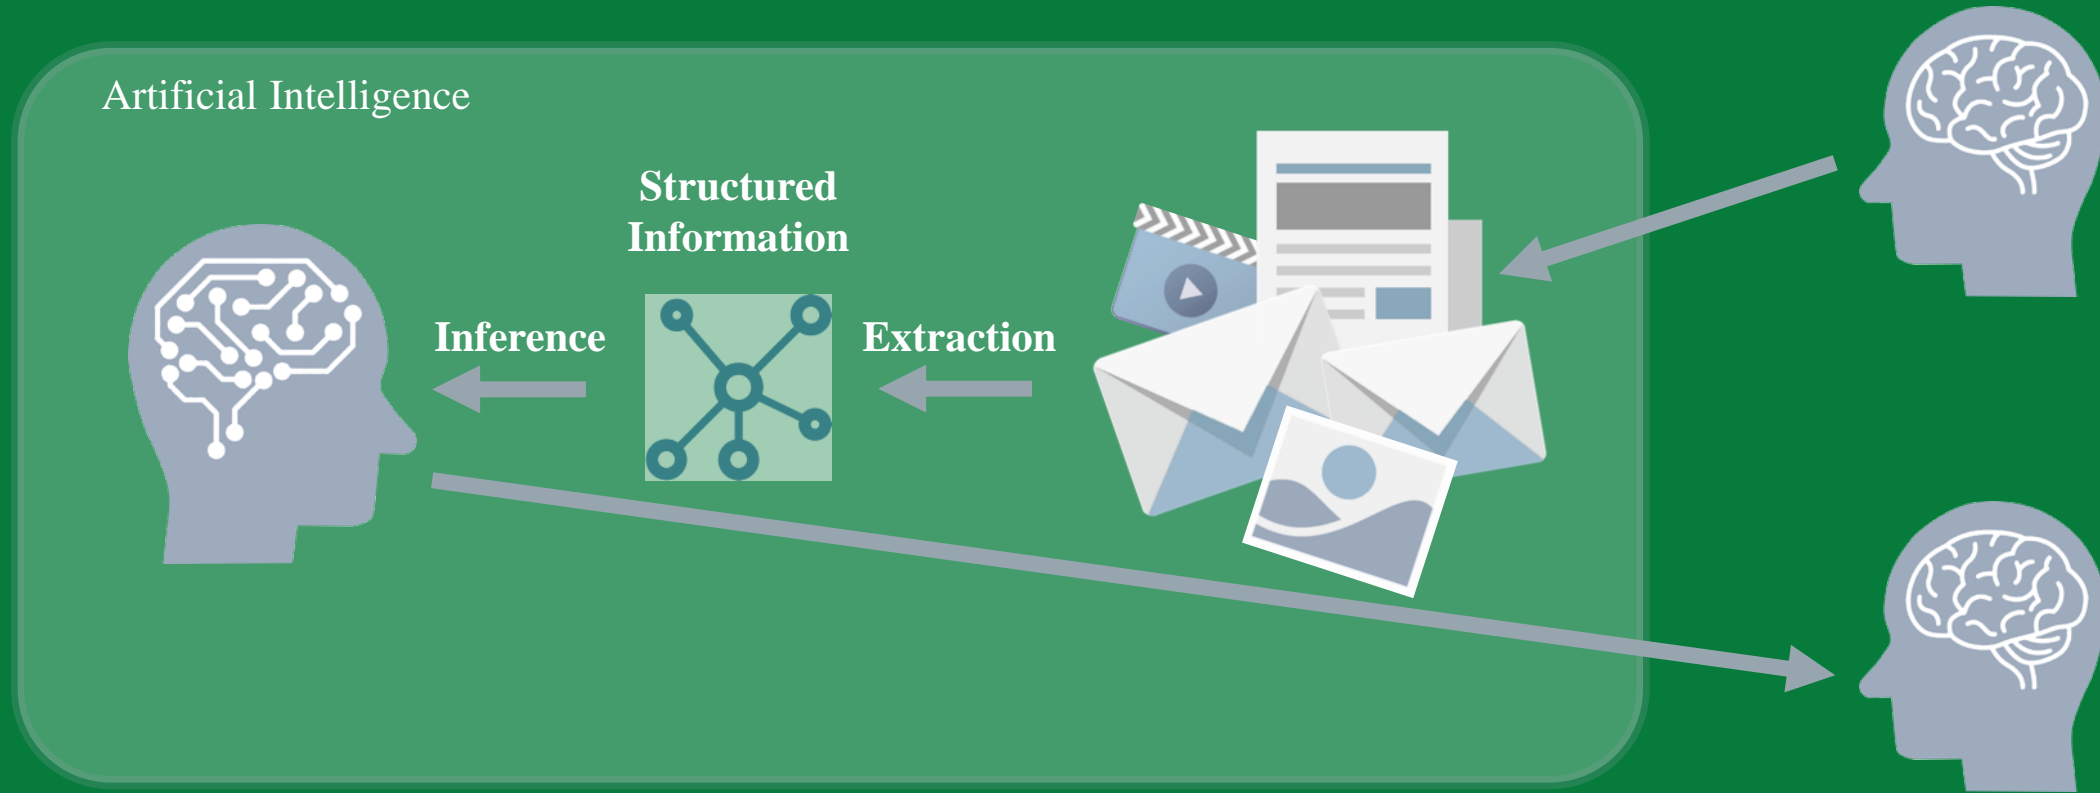 Artificial Intelligence
Structured
Information
Inference
Extraction